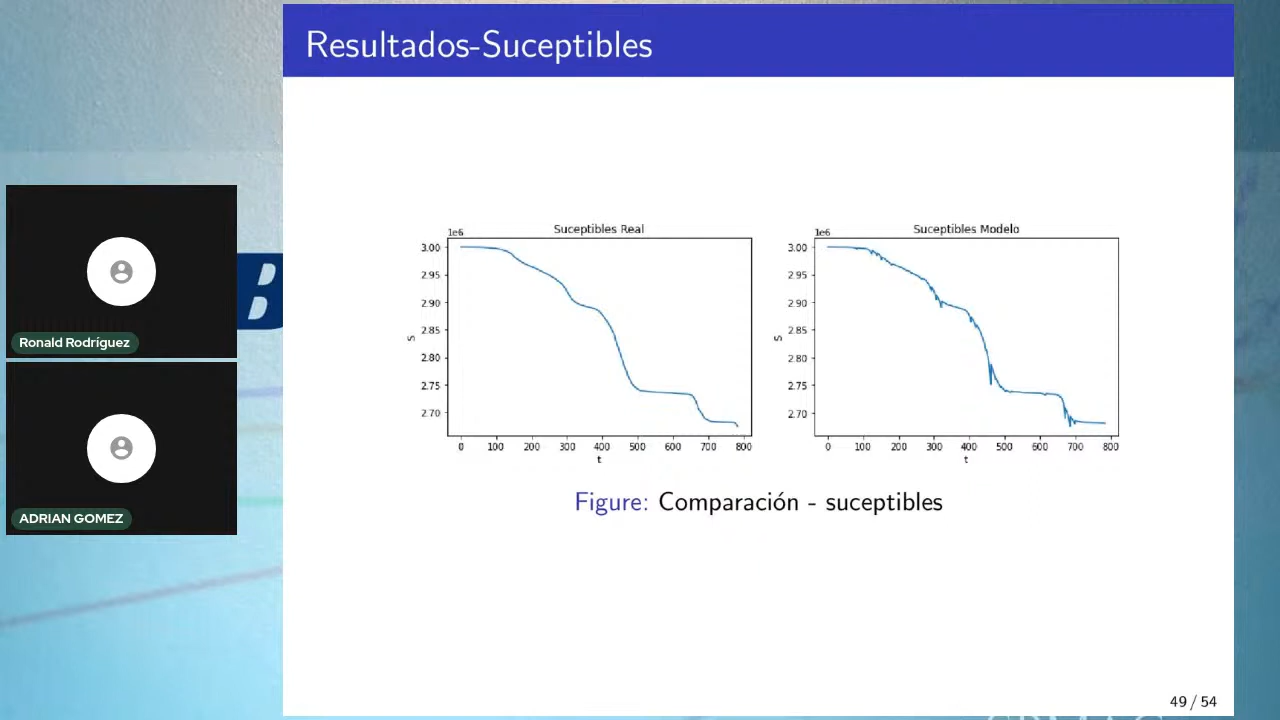 Resultados-Suceptibles
Suceptibles Real
1e6
3.00
2.95
2.90
2.85
2.80
2.75
2.70
S
0 100 200 300 400 500 600 700 800
t
Suceptibles Modelo
1e6
3.00
2.95
2.90
2.85
2.80
2.75
2.70
S
0 100 200 300 400 500 600 700 800
t
Figure: Comparación - suceptibles
49 / 54
Ronald Rodríguez
ADRIAN GOMEZ